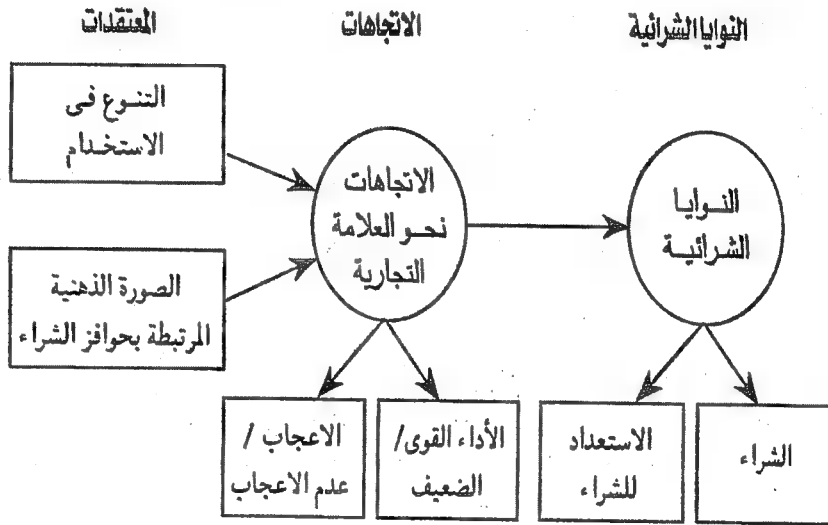 المعتقدات
الاتجاهات
النوايا الشرائية
التنوع فى
الاستخدام
الصورة الذهنية
المرتبطة بحوافز الشراء
الاتجاهات
نحو العلامة
التجارية
النوايا
الشرائية
الاعجاب /
عدم الاعجاب
الأداء القوى/
الضعيف
الاستعداد
للشراء
الشراء